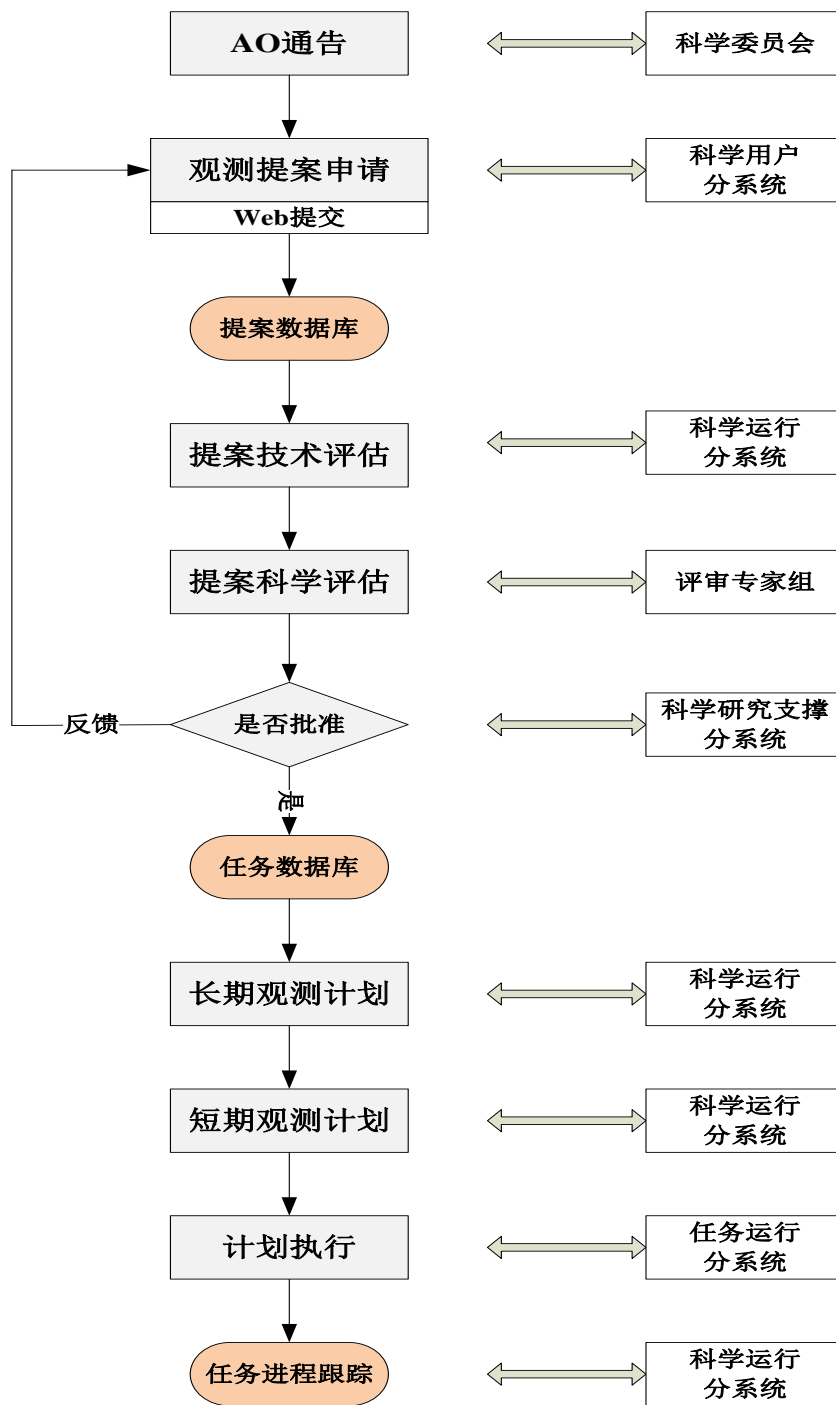 AO通告
科学委员会
观测提案申请
科学用户
分系统
Web提交
提案数据库
提案技术评估
科学运行
分系统
提案科学评估
评审专家组
反馈
是否批准
科学研究支撑
分系统
是
任务数据库
长期观测计划
科学运行
分系统
短期观测计划
科学运行
分系统
计划执行
任务运行
分系统
任务进程跟踪
科学运行
分系统